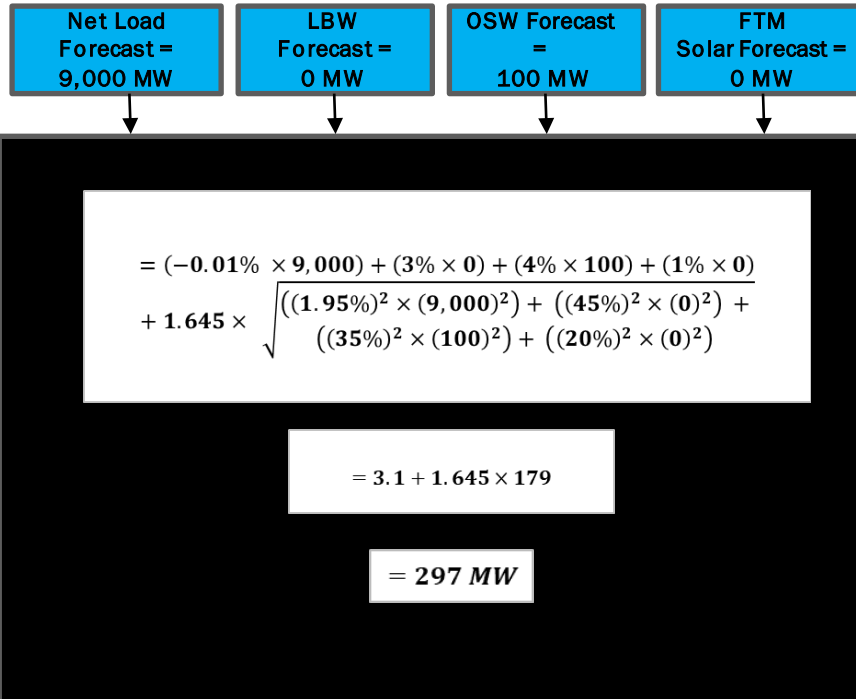 Net Load
Forecast =
9,000 MW
LBW
Forecast =
0 MW
OSW Forecast
=
100 MW
FTM
Solar Forecast =
0 MW
= (−0.01% × 9,000) + (3% × 0) + (4% × 100) + (1% × 0)
+ 1.645 × √((1.95%)² × (9,000)²) + ((45%)² × (0)²) +
((35%)² × (100)²) + ((20%)² × (0)²)
= 3.1 + 1.645 × 179
= 297 MW